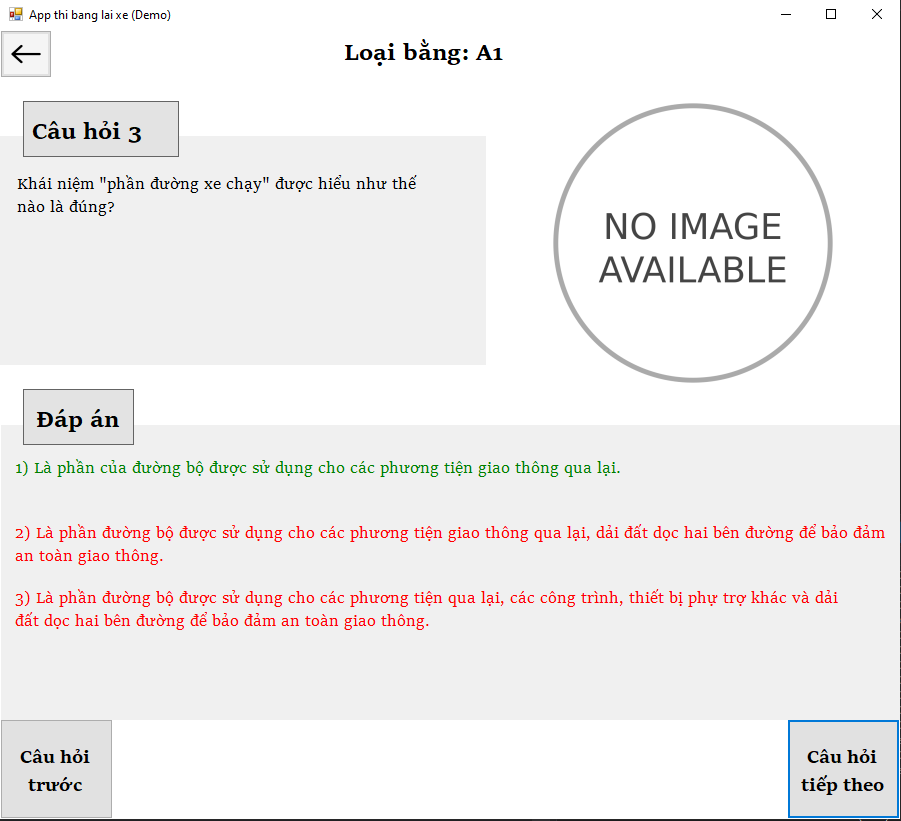 App thi bang lai xe (Demo)
Loại bằng: A1
Câu hỏi 3
Khái niệm "phần đường xe chạy" được hiểu như thế
nào là đúng?
NO IMAGE
AVAILABLE
Đáp án
1) Là phần của đường bộ được sử dụng cho các phương tiện giao thông qua lại.
2) Là phần đường bộ được sử dụng cho các phương tiện giao thông qua lại, dải đất dọc hai bên đường để bảo đảm
an toàn giao thông.
3) Là phần đường bộ được sử dụng cho các phương tiện qua lại, các công trình, thiết bị phự trợ khác và dải
đất dọc hai bên đường để bảo đảm an toàn giao thông.
Câu hỏi
trước
Câu hỏi
tiếp theo